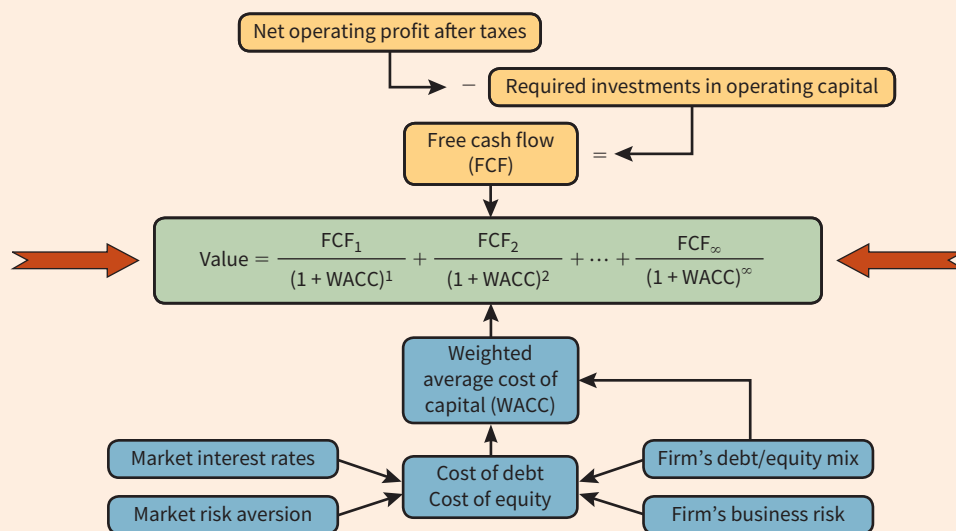 Net operating profit after taxes
− Required investments in operating capital
Free cash flow
(FCF)
=
Value = FCF₁/(1 + WACC)¹ + FCF₂/(1 + WACC)² + ⋯ + FCF∞/(1 + WACC)^∞
Weighted
average cost of
capital (WACC)
Market interest rates
Cost of debt
Cost of equity
Firm’s debt/equity mix
Market risk aversion
Firm’s business risk